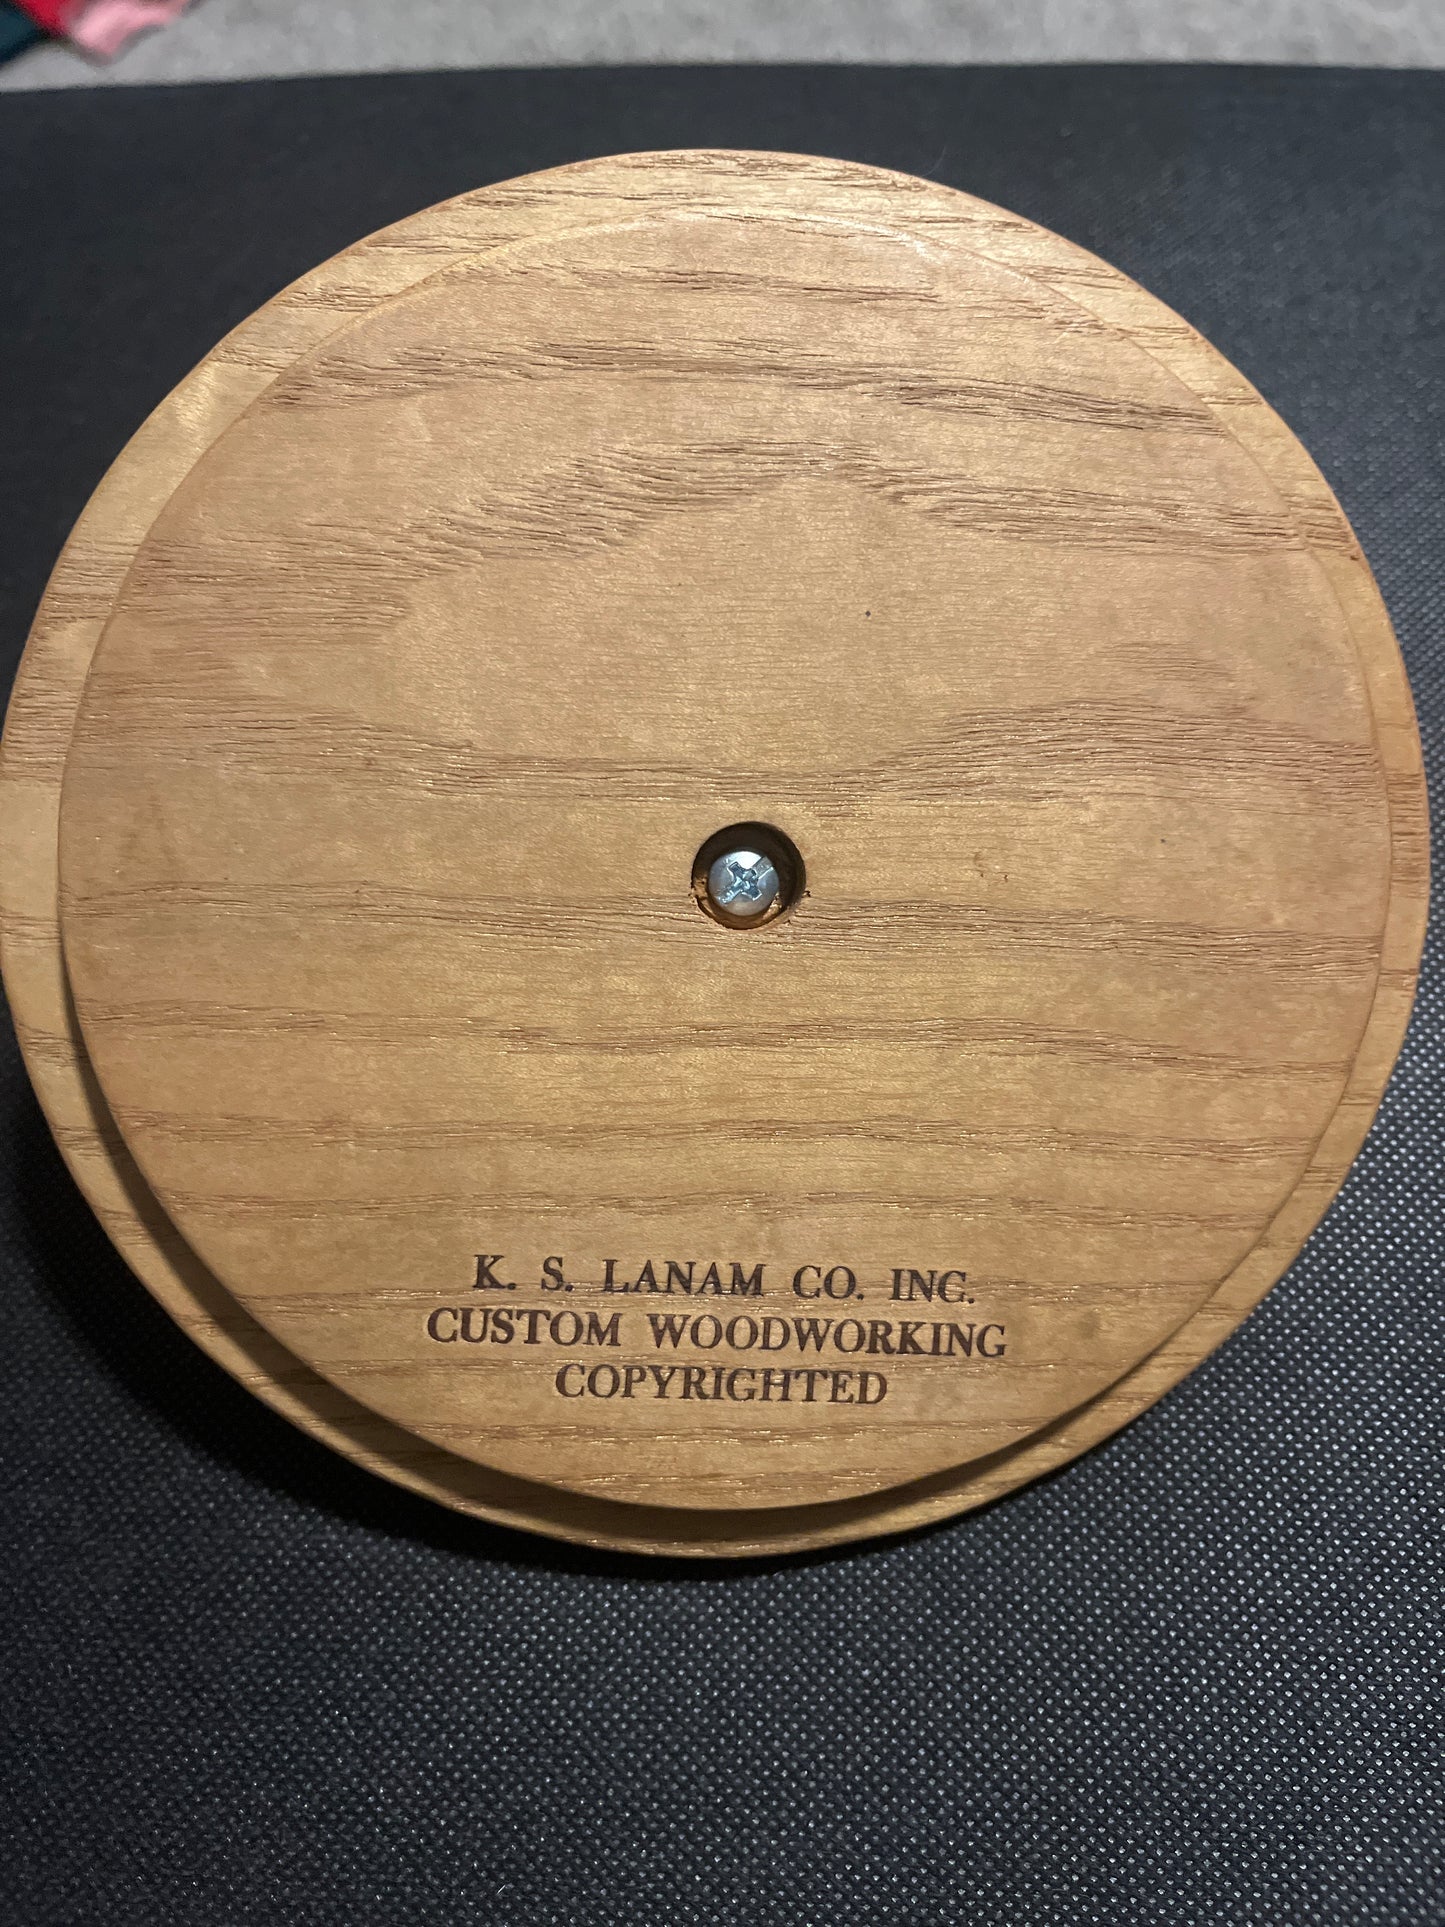 K. S. LANAM CO. INC.
CUSTOM WOODWORKING
COPYRIGHTED